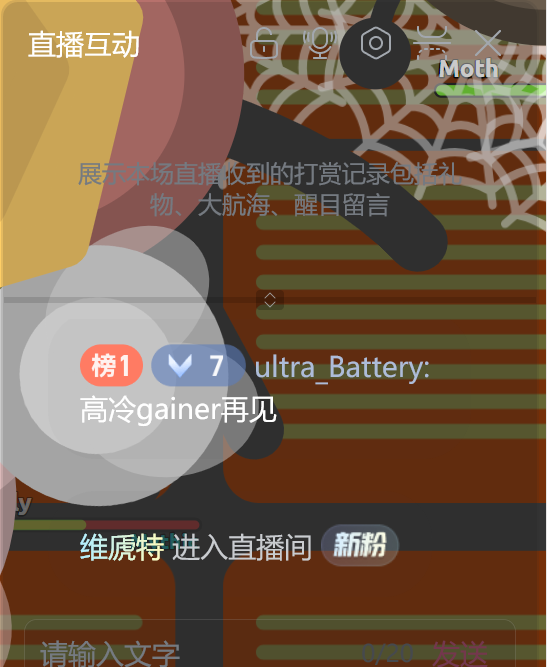 直播互动
Moth
展示本场直播收到的打赏记录包括礼
物、大航海、醒目留言
榜1 7 ultra_Battery:
高冷gainer再见
ly
维虎特 进入直播间 新粉
请输入文字 0/20 发送